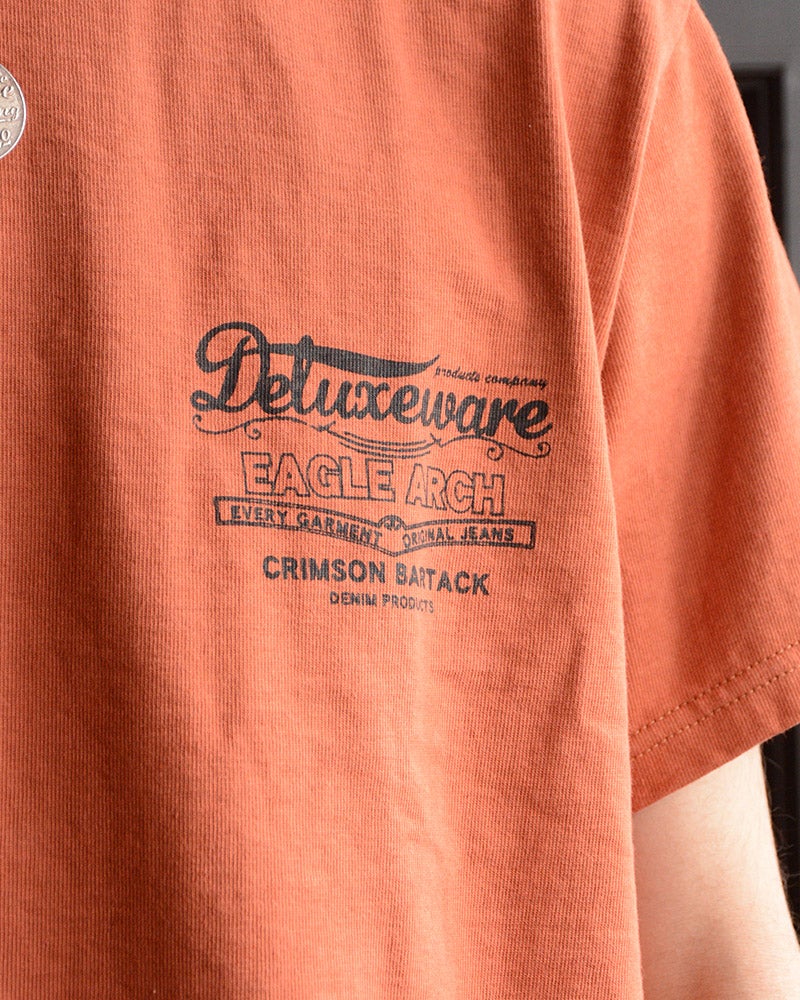 products company
Deluxeware
EAGLE ARCH
EVERY GARMENT ORIGINAL JEANS
CRIMSON BARTACK
DENIM PRODUCTS